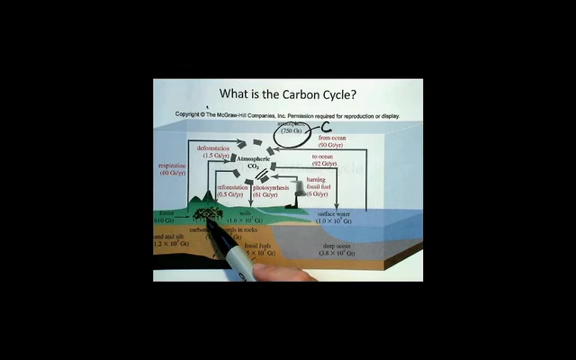 What is the Carbon Cycle?
Copyright © The McGraw-Hill Companies, Inc. Permission required for reproduction or display.
(750 Gt) C
from ocean
(90 Gt/yr)
deforestation
(1.5 Gt/yr)
Atmospheric
CO₂
to ocean
(92 Gt/yr)
respiration
(60 Gt/yr)
reforestation
(0.5 Gt/yr)
photosynthesis
(61 Gt/yr)
burning
fossil fuel
(6 Gt/yr)
soils
surface water
in rocks
fossil fuels
deep ocean